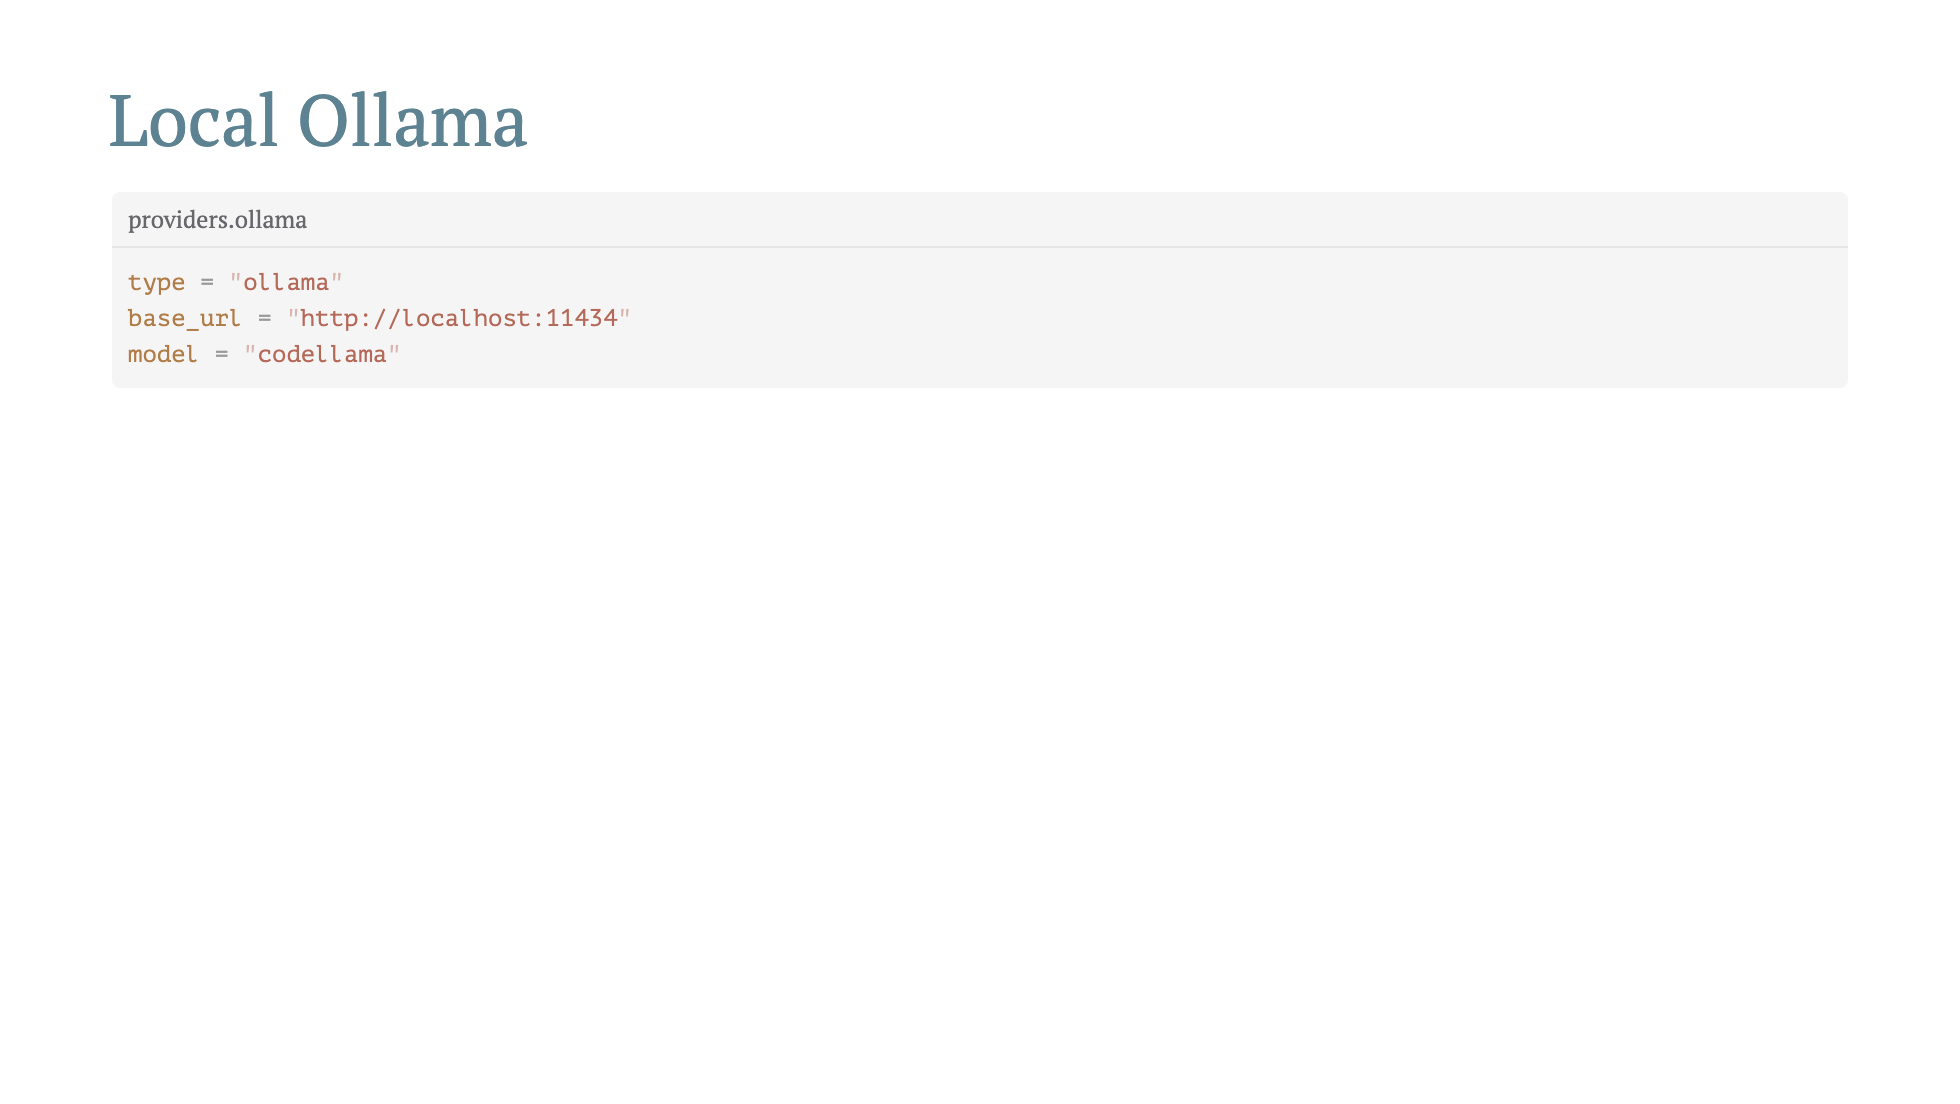 Local Ollama
providers.ollama
type = "ollama"
base_url = "http://localhost:11434"
model = "codellama"